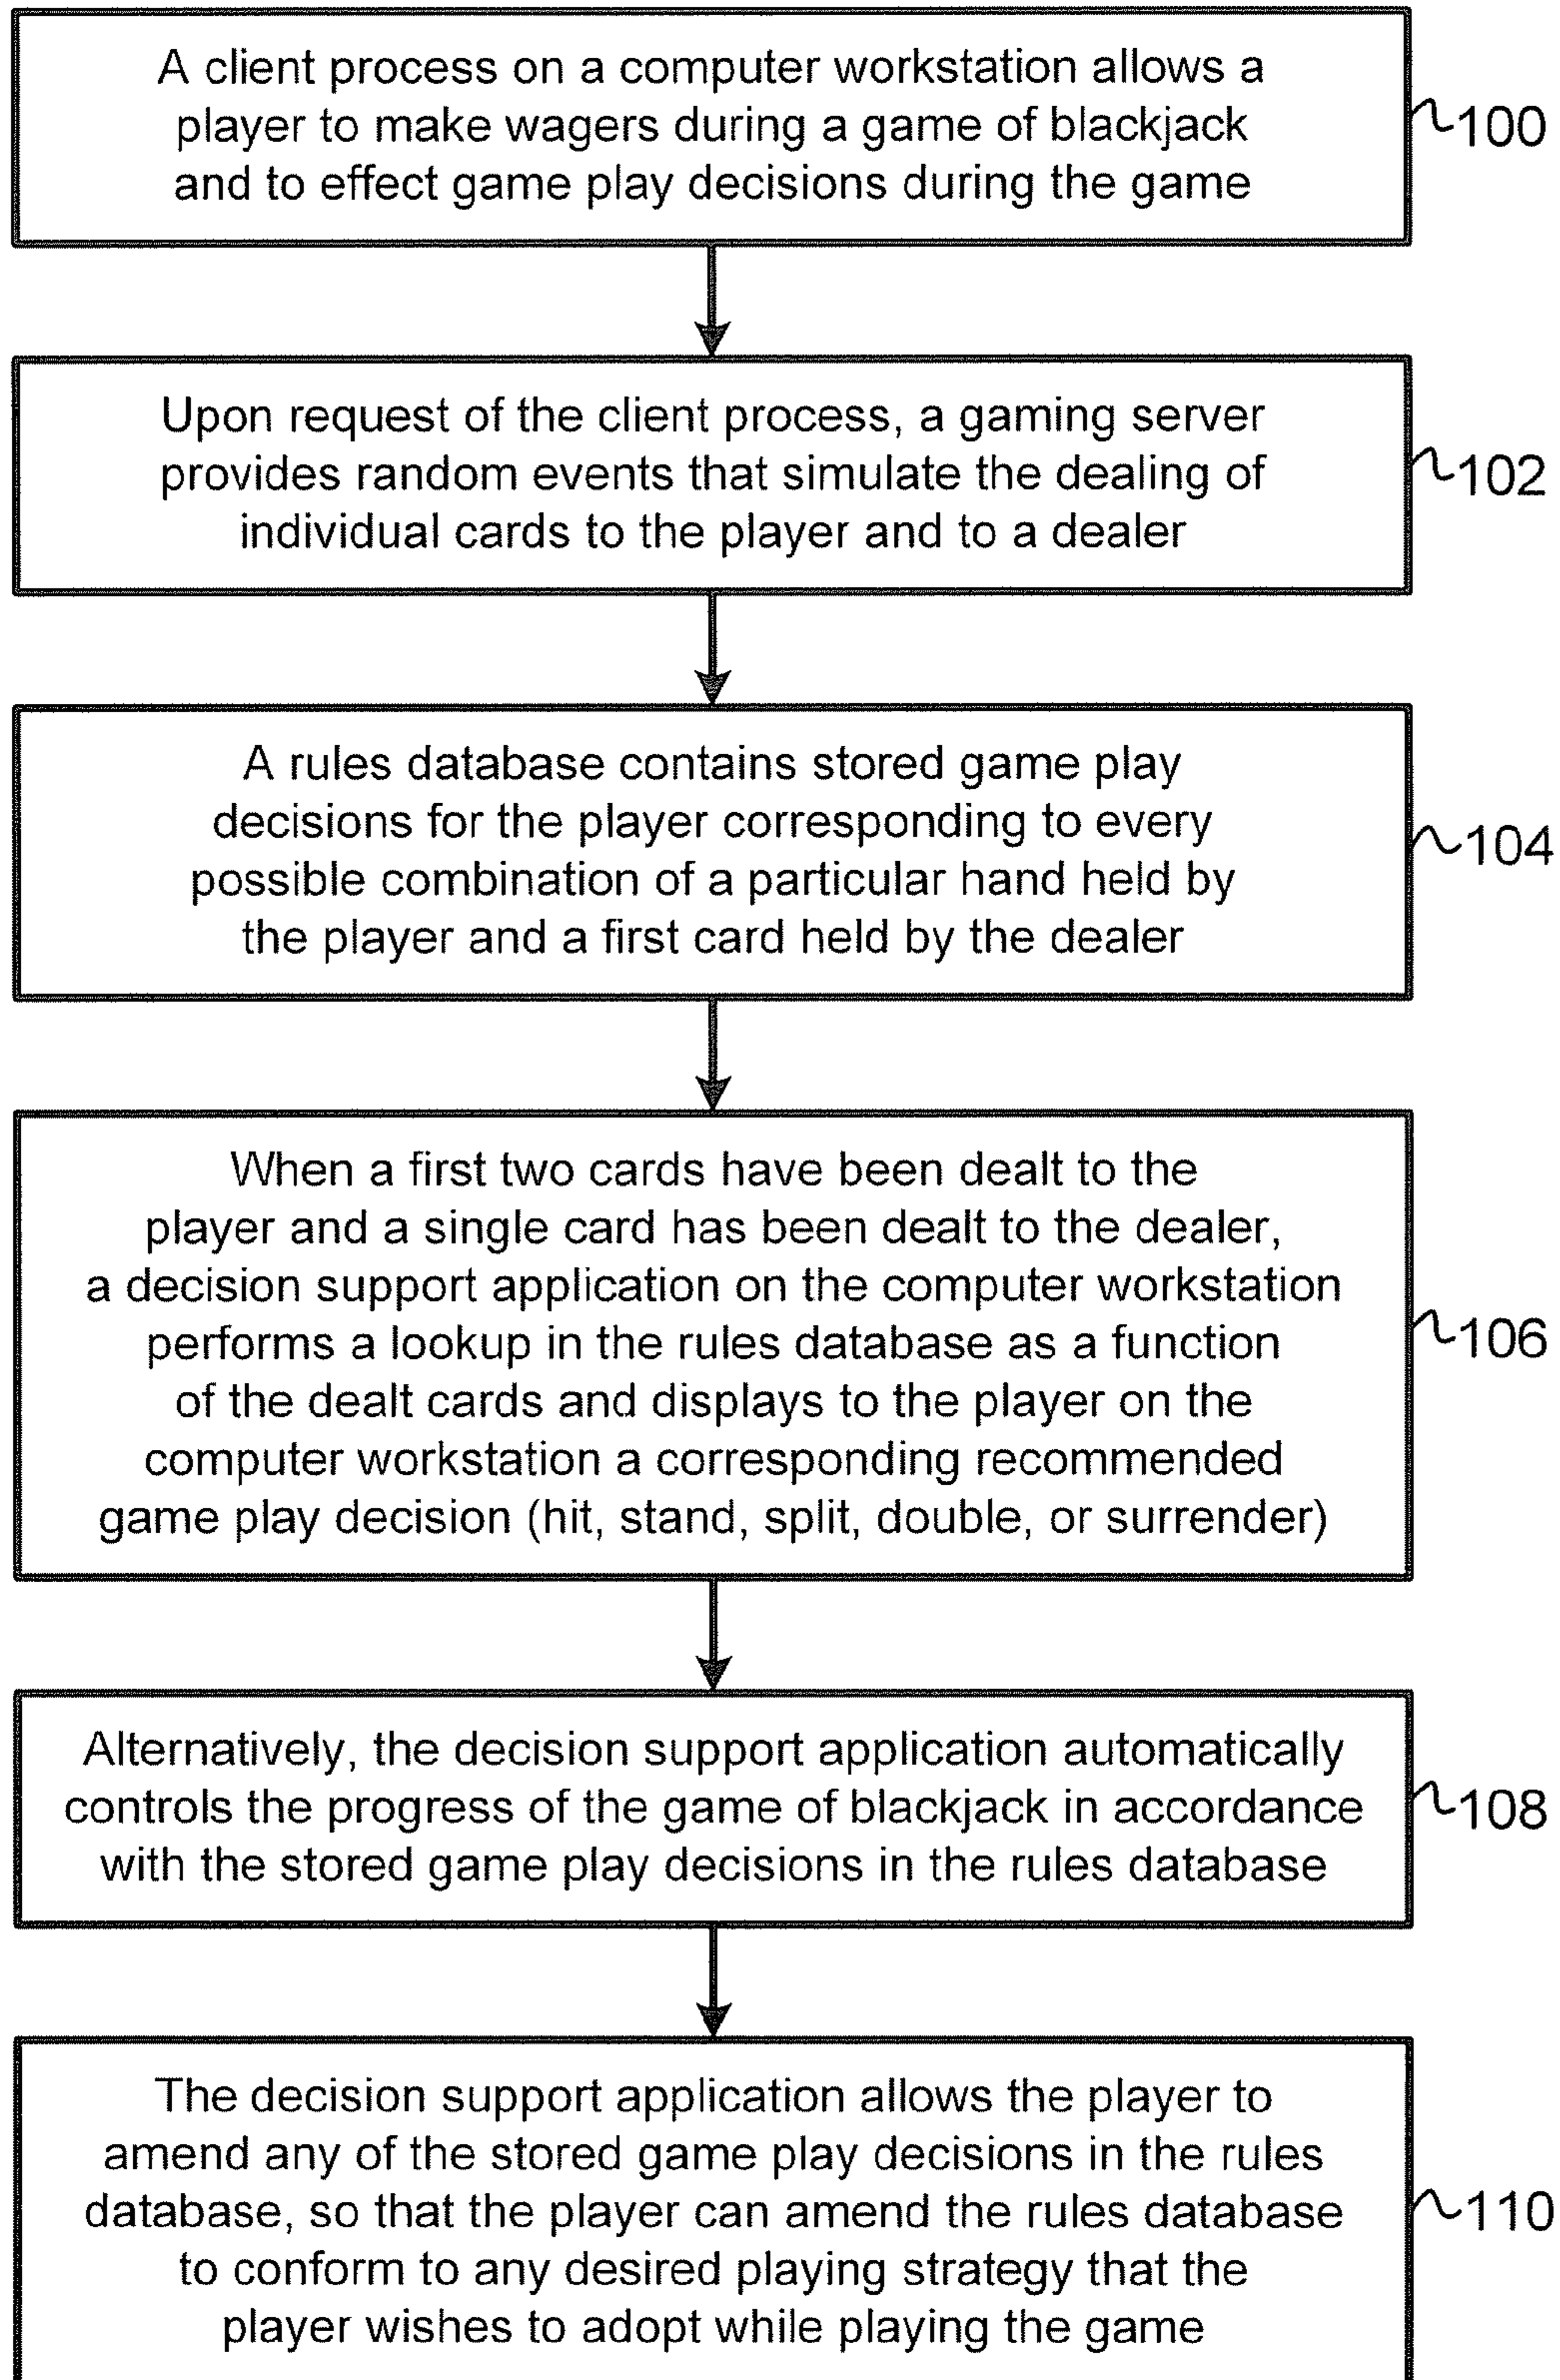 A client process on a computer workstation allows a
player to make wagers during a game of blackjack
and to effect game play decisions during the game
100
Upon request of the client process, a gaming server
provides random events that simulate the dealing of
individual cards to the player and to a dealer
102
A rules database contains stored game play
decisions for the player corresponding to every
possible combination of a particular hand held by
the player and a first card held by the dealer
104
When a first two cards have been dealt to the
player and a single card has been dealt to the dealer,
a decision support application on the computer workstation
performs a lookup in the rules database as a function
of the dealt cards and displays to the player on the
computer workstation a corresponding recommended
game play decision (hit, stand, split, double, or surrender)
106
Alternatively, the decision support application automatically
controls the progress of the game of blackjack in accordance
with the stored game play decisions in the rules database
108
The decision support application allows the player to
amend any of the stored game play decisions in the rules
database, so that the player can amend the rules database
to conform to any desired playing strategy that the
player wishes to adopt while playing the game
110